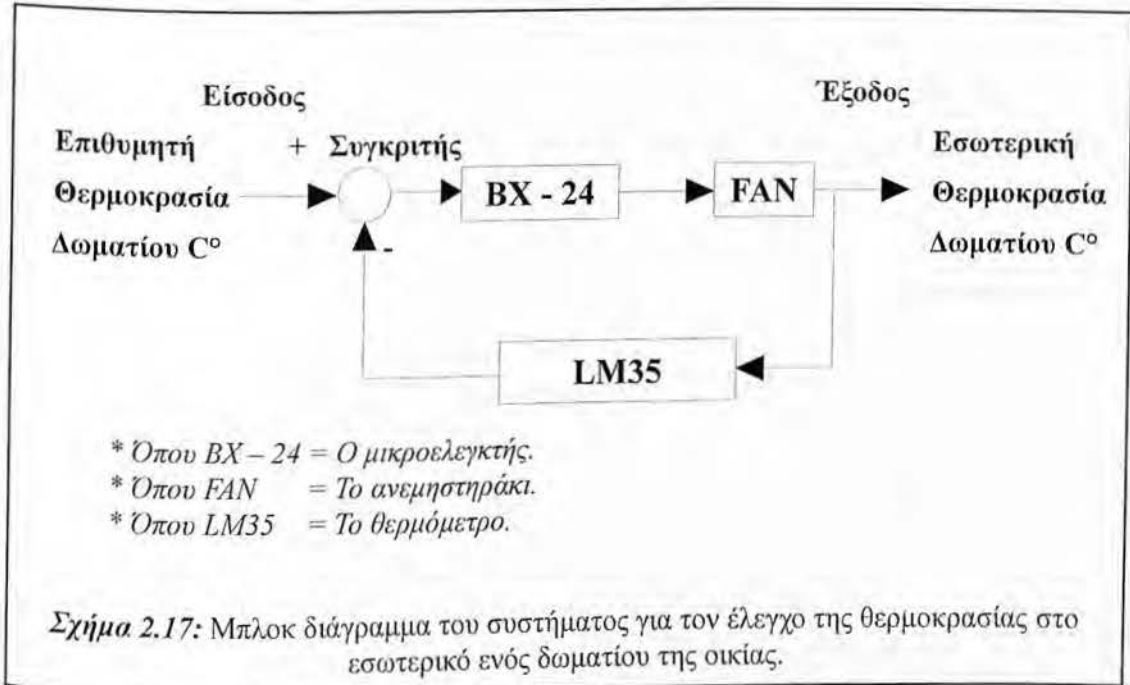 Είσοδος
Έξοδος
Επιθυμητή
+ Συγκριτής
Εσωτερική
Θερμοκρασία
BX - 24
FAN
Θερμοκρασία
Δωματίου C°
-
Δωματίου C°
LM35
* Όπου BX – 24 = Ο μικροελεγκτής.
* Όπου FAN = Το ανεμηστηράκι.
* Όπου LM35 = Το θερμόμετρο.
Σχήμα 2.17: Μπλοκ διάγραμμα του συστήματος για τον έλεγχο της θερμοκρασίας στο
εσωτερικό ενός δωματίου της οικίας.